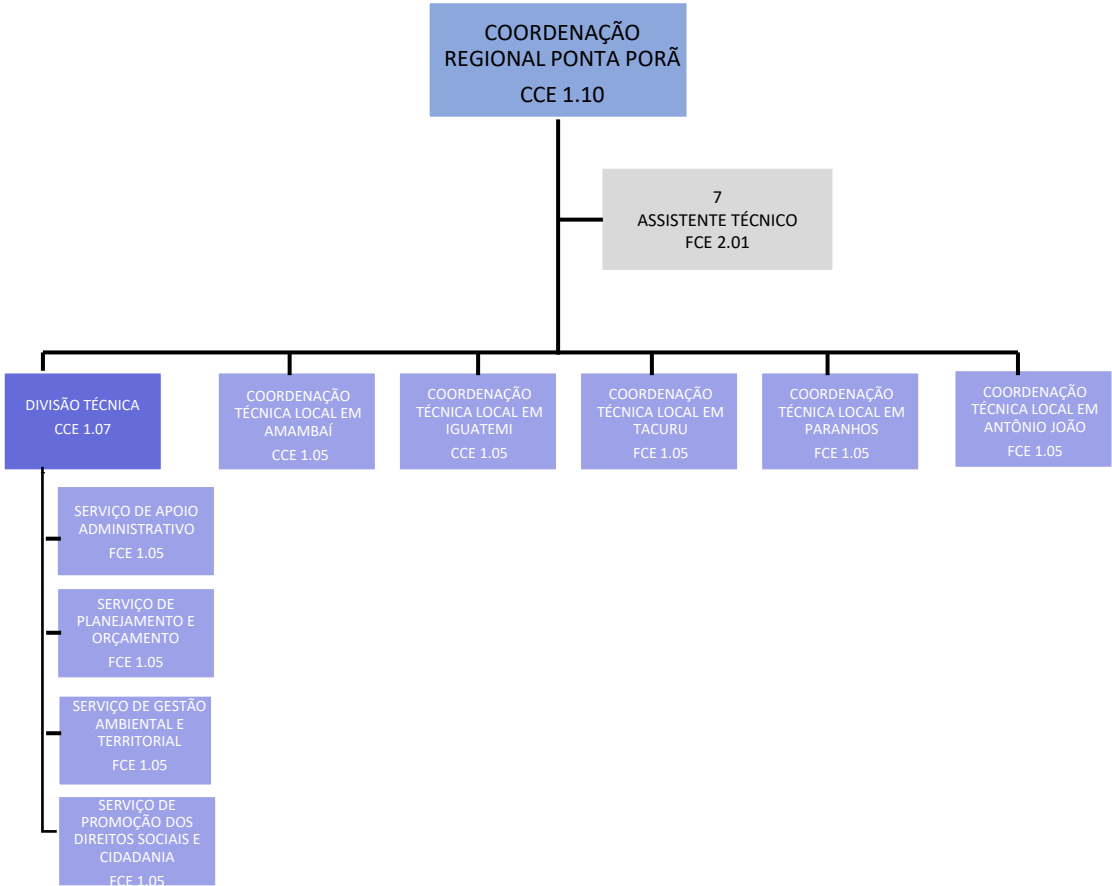 COORDENAÇÃO
REGIONAL PONTA PORÃ
CCE 1.10
7
ASSISTENTE TÉCNICO
FCE 2.01
DIVISÃO TÉCNICA
CCE 1.07
COORDENAÇÃO
TÉCNICA LOCAL EM
AMAMBAÍ
CCE 1.05
COORDENAÇÃO
TÉCNICA LOCAL EM
IGUATEMI
CCE 1.05
COORDENAÇÃO
TÉCNICA LOCAL EM
TACURU
FCE 1.05
COORDENAÇÃO
TÉCNICA LOCAL EM
PARANHOS
FCE 1.05
COORDENAÇÃO
TÉCNICA LOCAL EM
ANTÔNIO JOÃO
FCE 1.05
SERVIÇO DE APOIO
ADMINISTRATIVO
FCE 1.05
SERVIÇO DE
PLANEJAMENTO E
ORÇAMENTO
FCE 1.05
SERVIÇO DE GESTÃO
AMBIENTAL E
TERRITORIAL
FCE 1.05
SERVIÇO DE
PROMOÇÃO DOS
DIREITOS SOCIAIS E
CIDADANIA
FCE 1.05